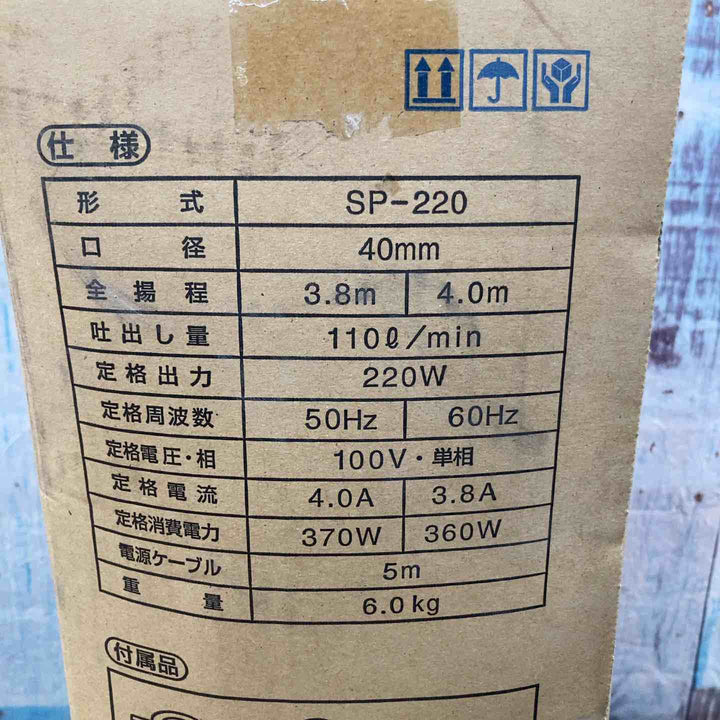 仕様
形式 SP-220
口径 40mm
全揚程 3.8m 4.0m
吐出し量 110ℓ/min
定格出力 220W
定格周波数 50Hz 60Hz
定格電圧・相 100V・単相
定格電流 4.0A 3.8A
定格消費電力 370W 360W
電源ケーブル 5m
重量 6.0kg
付属品